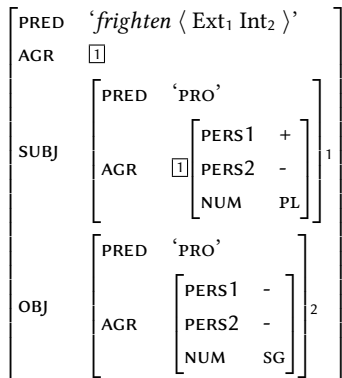 PRED ‘frighten ⟨ Ext₁ Int₂ ⟩’
AGR 1
SUBJ
PRED ‘PRO’
AGR 1
PERS1 +
PERS2 -
NUM PL
1
OBJ
PRED ‘PRO’
AGR
PERS1 -
PERS2 -
NUM SG
2